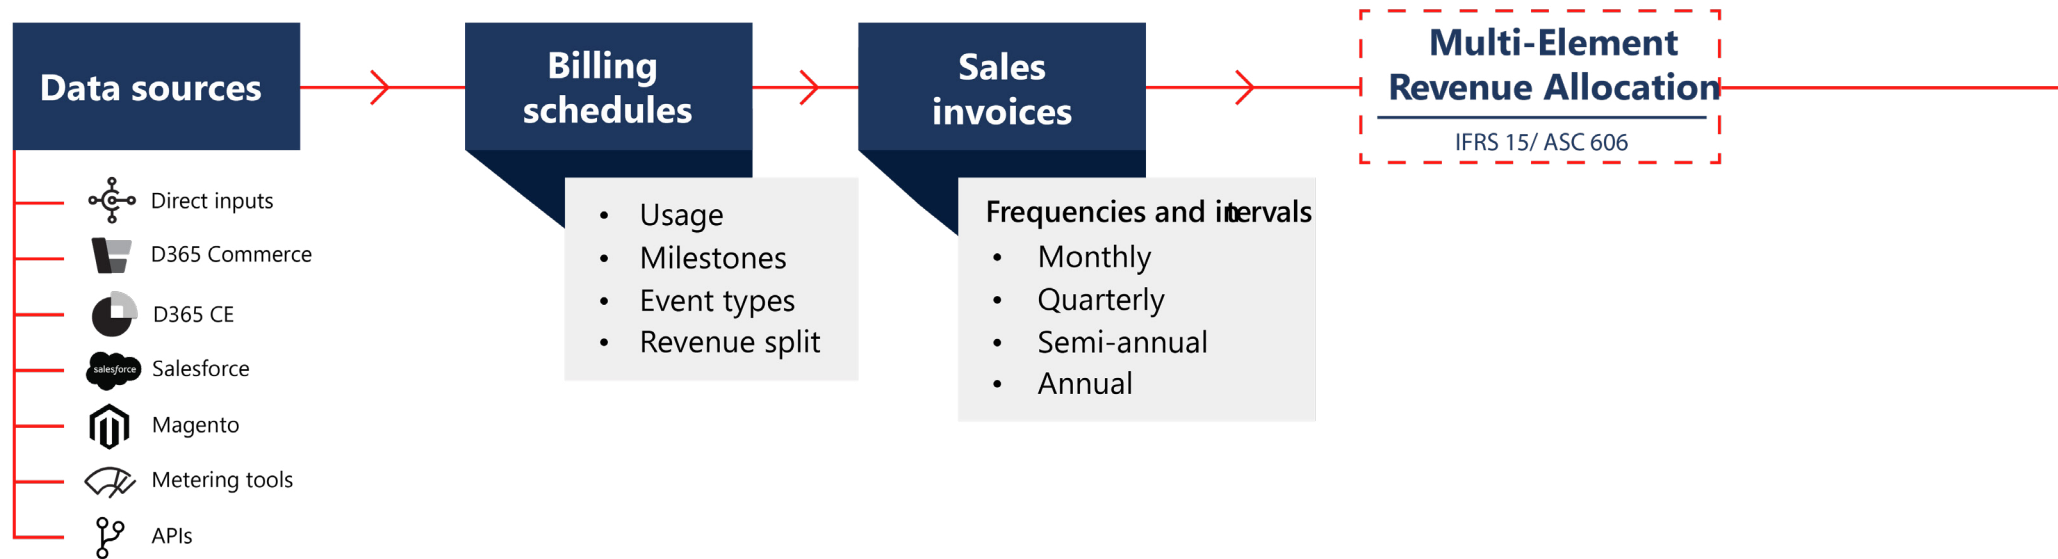 Data sources
Direct inputs
D365 Commerce
D365 CE
salesforce
Salesforce
Magento
Metering tools
APIs
Billing
schedules
• Usage
• Milestones
• Event types
• Revenue split
Sales
invoices
Frequencies and intervals
• Monthly
• Quarterly
• Semi-annual
• Annual
Multi-Element
Revenue Allocation
IFRS 15/ ASC 606